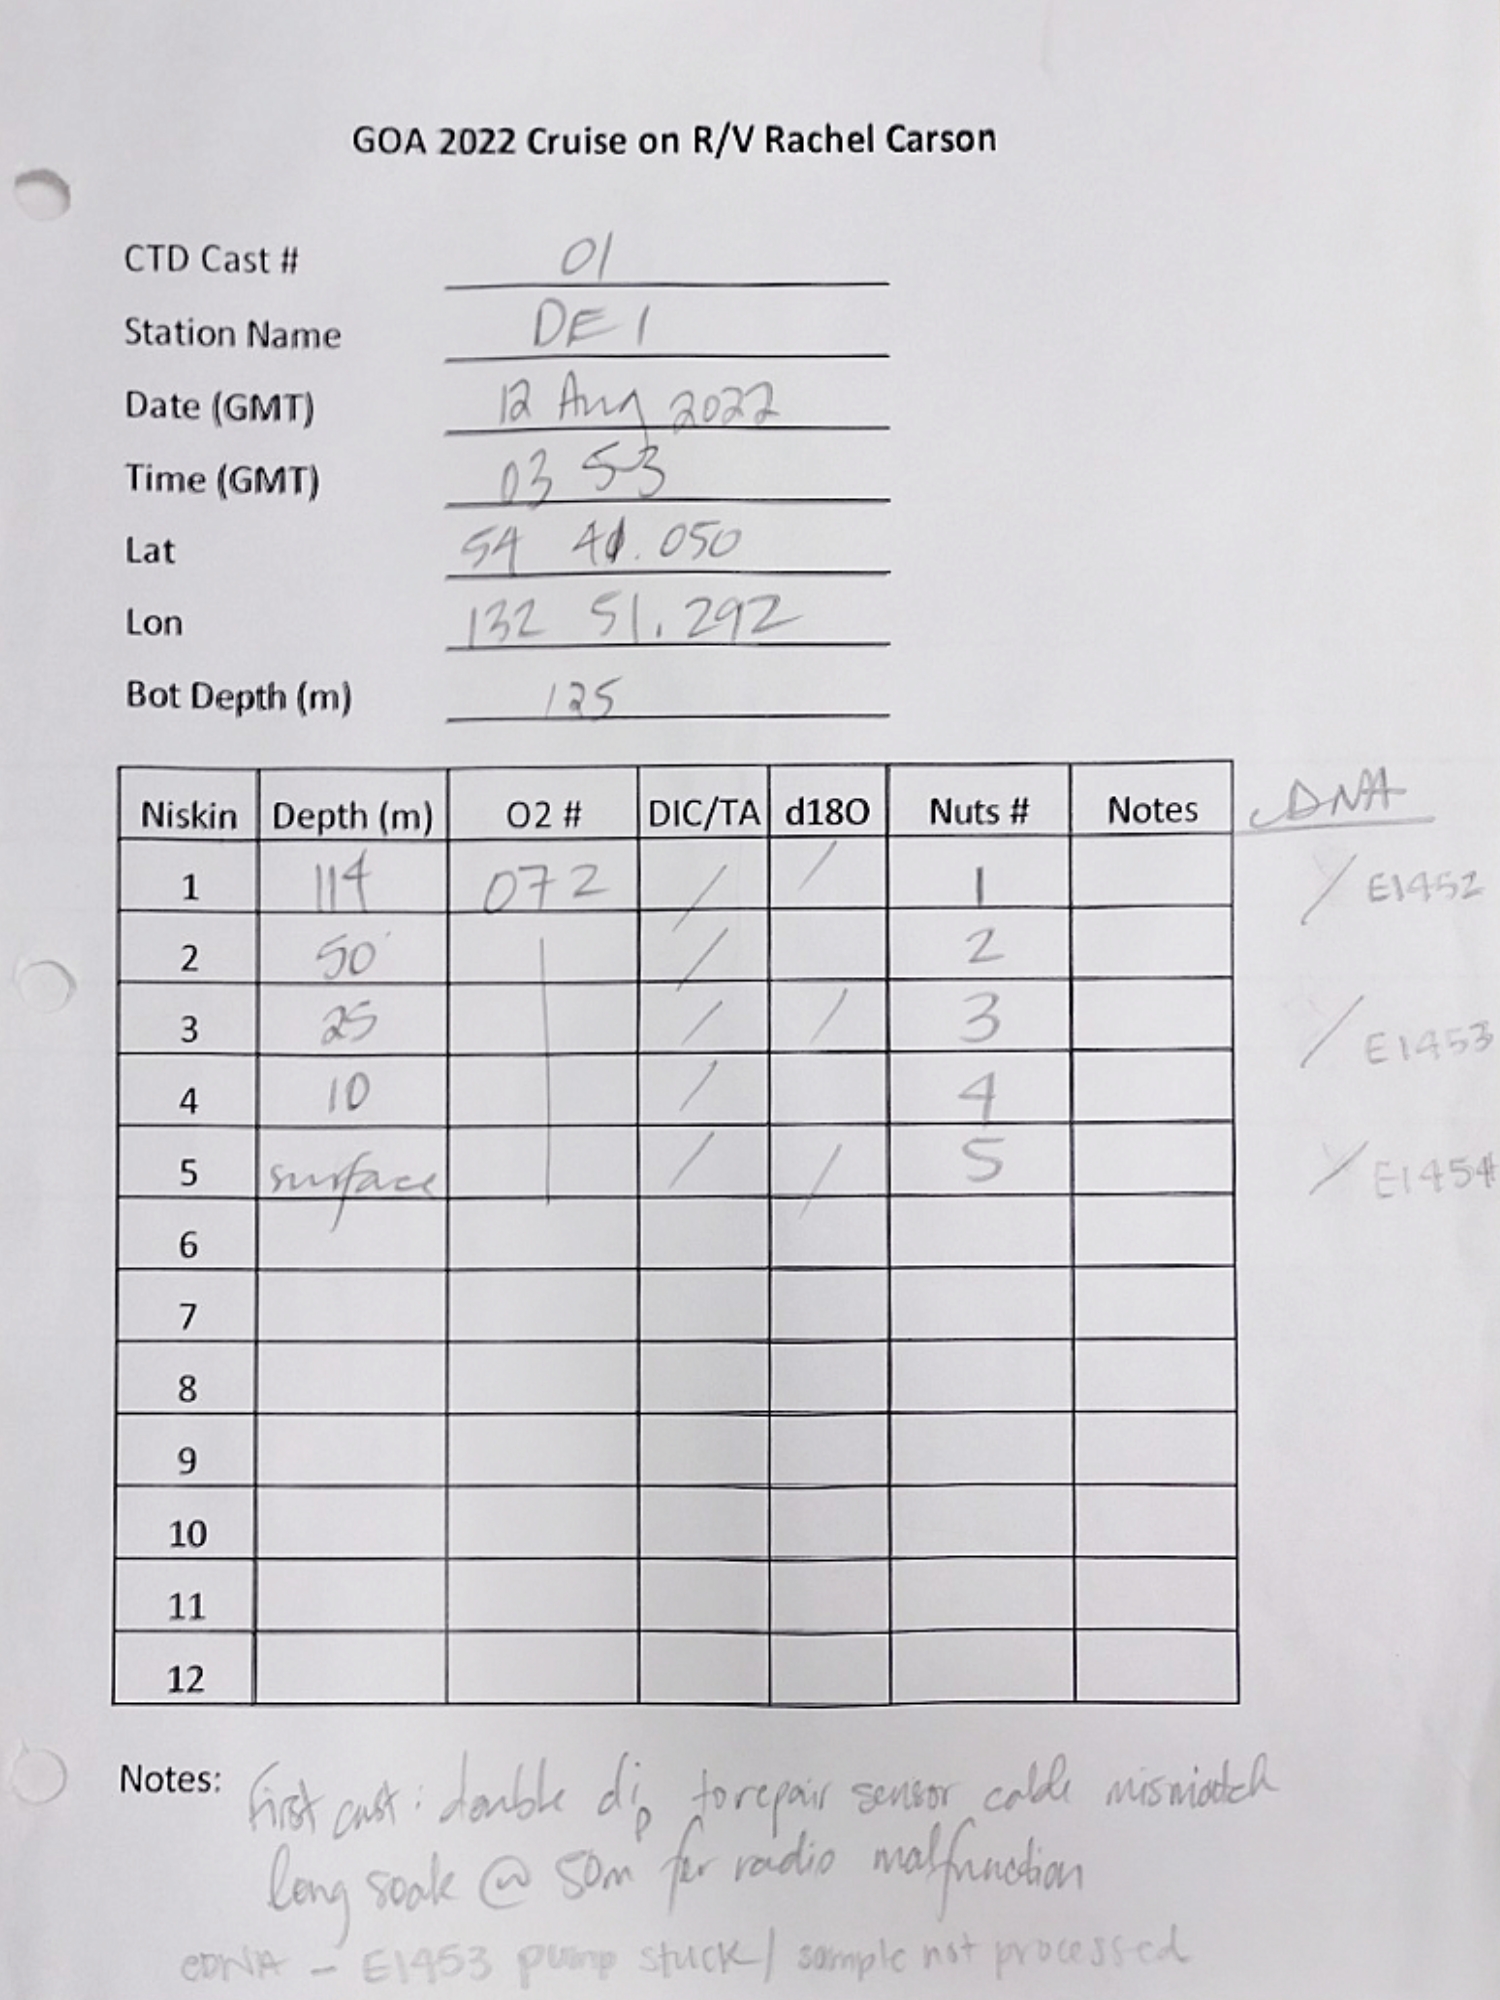 GOA 2022 Cruise on R/V Rachel Carson
CTD Cast # 01
Station Name DE1
Date (GMT) 12 Aug 2022
Time (GMT) 03 53
Lat 54 41.050
Lon 132 51.292
Bot Depth (m) 125
Niskin Depth (m) O2 # DIC/TA d18O Nuts # Notes DNA
1 114 072 / / 1 / E1452
2 50 / 2
3 25 / / 3 / E1453
4 10 / 4
5 surface / / 5 / E1454
6
7
8
9
10
11
12
Notes: First cast: double dip to repair sensor cable mismatch
long soak @ 50m for radio malfunction
eDNA - E1453 pump stuck / sample not processed